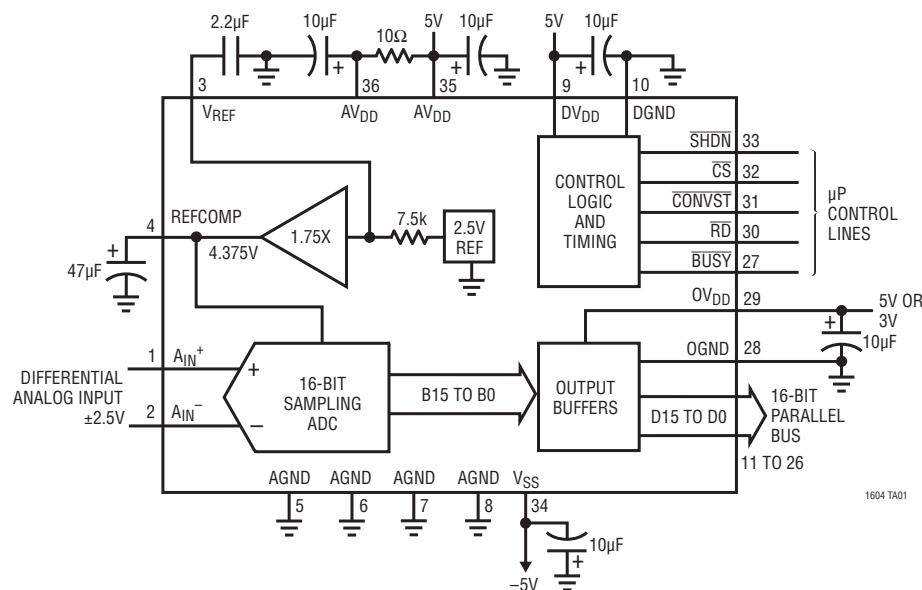 2.2µF
10µF
10Ω
5V
10µF
5V
10µF
3
36
35
9
10
VREF
AVDD
AVDD
DVDD
DGND
SHDN
33
CS
32
CONVST
31
RD
30
BUSY
27
µP
CONTROL
LINES
CONTROL
LOGIC
AND
TIMING
4
REFCOMP
4.375V
1.75X
7.5k
2.5V
REF
+
47µF
OVDD
29
5V OR
3V
+
10µF
OGND
28
1
AIN+
DIFFERENTIAL
ANALOG INPUT
±2.5V
2
AIN–
+
–
16-BIT
SAMPLING
ADC
B15 TO B0
OUTPUT
BUFFERS
D15 TO D0
16-BIT
PARALLEL
BUS
11 TO 26
AGND
AGND
AGND
AGND
VSS
5
6
7
8
34
10µF
+
–5V
+
+
+
1604 TA01